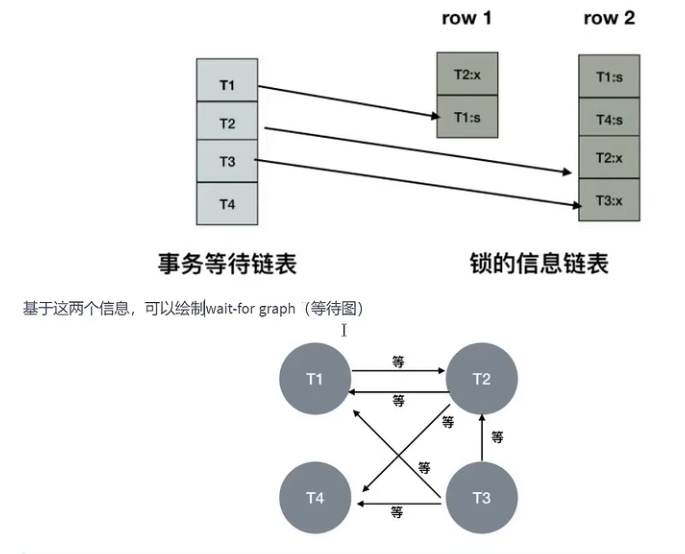 row 1
row 2
T1
T2
T3
T4
T2:x
T1:s
T1:s
T4:s
T2:x
T3:x
事务等待链表
锁的信息链表
基于这两个信息，可以绘制wait-for graph（等待图）
T1
等
等
T2
等
等
等
T4
等
T3